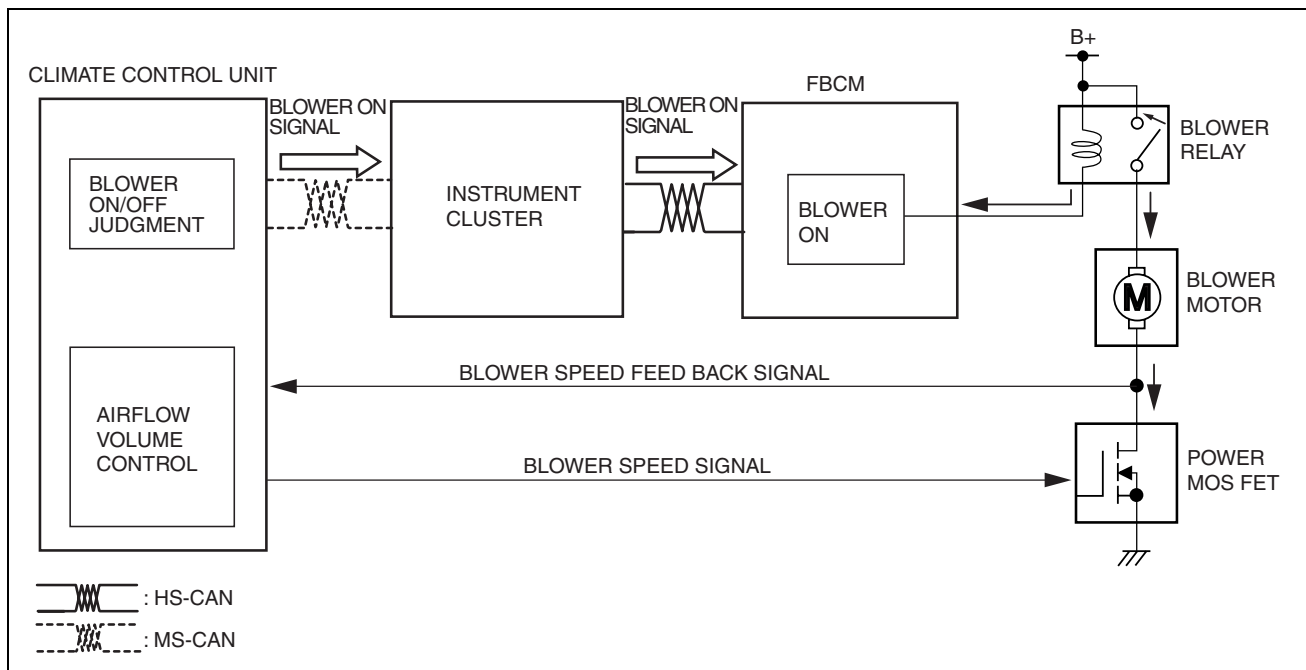 B+
CLIMATE CONTROL UNIT
BLOWER ON
SIGNAL
BLOWER ON
SIGNAL
FBCM
BLOWER
RELAY
BLOWER
ON/OFF
JUDGMENT
INSTRUMENT
CLUSTER
BLOWER
ON
BLOWER
MOTOR
M
BLOWER SPEED FEED BACK SIGNAL
AIRFLOW
VOLUME
CONTROL
BLOWER SPEED SIGNAL
POWER
MOS FET
: HS-CAN
: MS-CAN